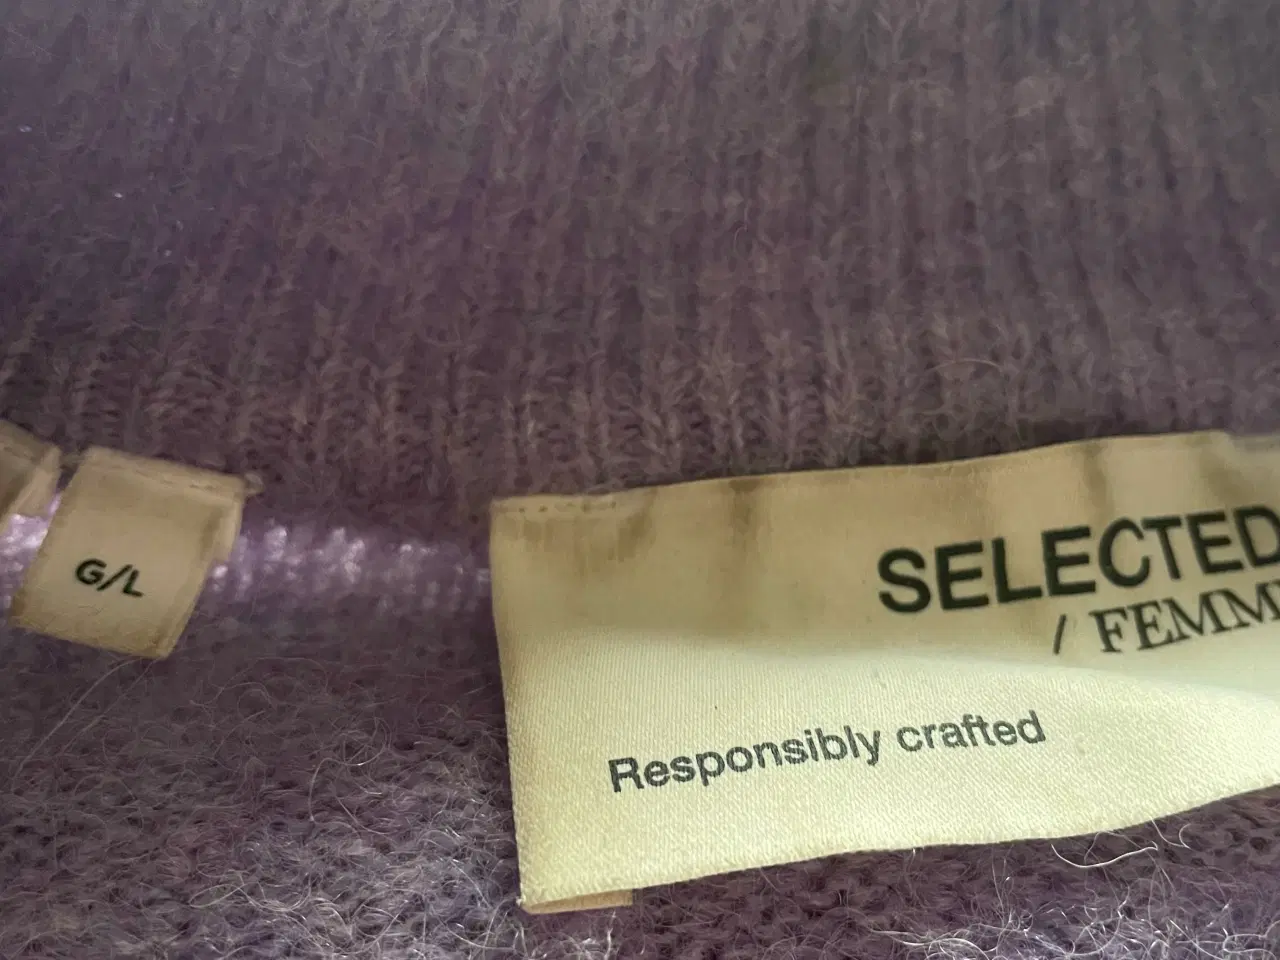 G/L
SELECTED
/ FEMM
Responsibly crafted